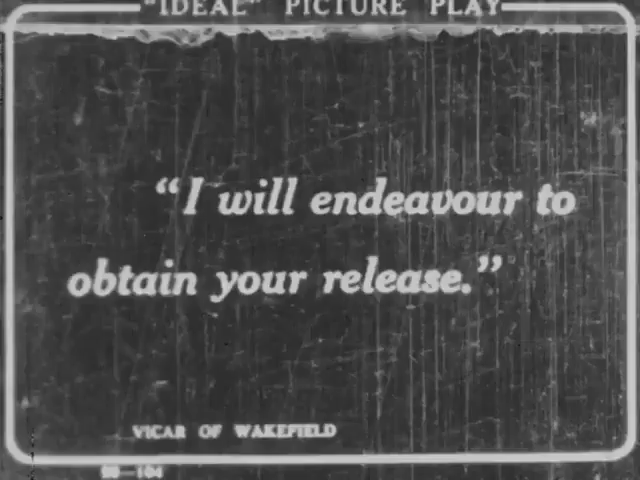 "IDEAL" PICTURE PLAY
"I will endeavour to
obtain your release."
VICAR OF WAKEFIELD